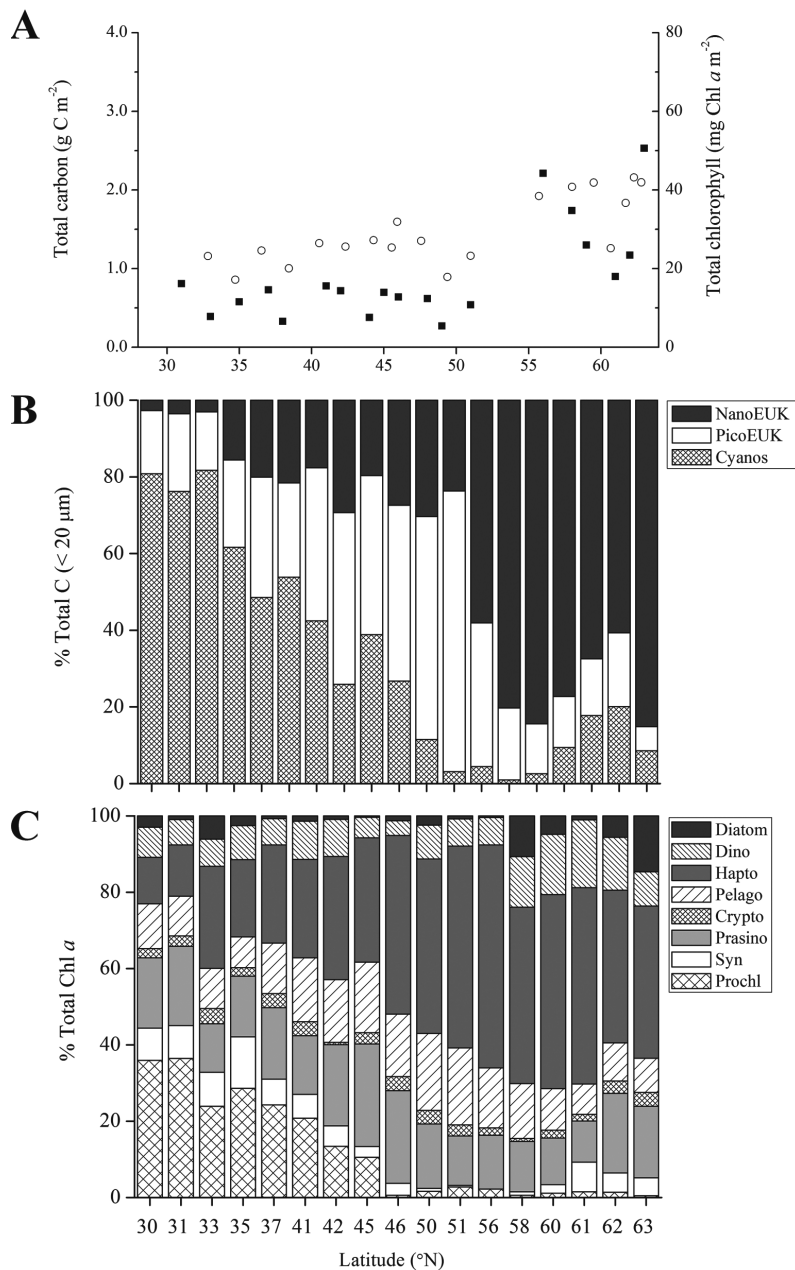 A
Total carbon (g C m-2)
4.0
3.0
2.0
1.0
0.0
80
60
40
20
0
Total chlorophyll (mg Chl a m-2)
30
35
40
45
50
55
60
B
% Total C (< 20 µm)
100
80
60
40
20
0
NanoEUK
PicoEUK
Cyanos
C
% Total Chl a
100
80
60
40
20
0
Diatom
Dino
Hapto
Pelago
Crypto
Prasino
Syn
Prochl
30 31 33 35 37 41 42 45 46 50 51 56 58 60 61 62 63
Latitude (°N)